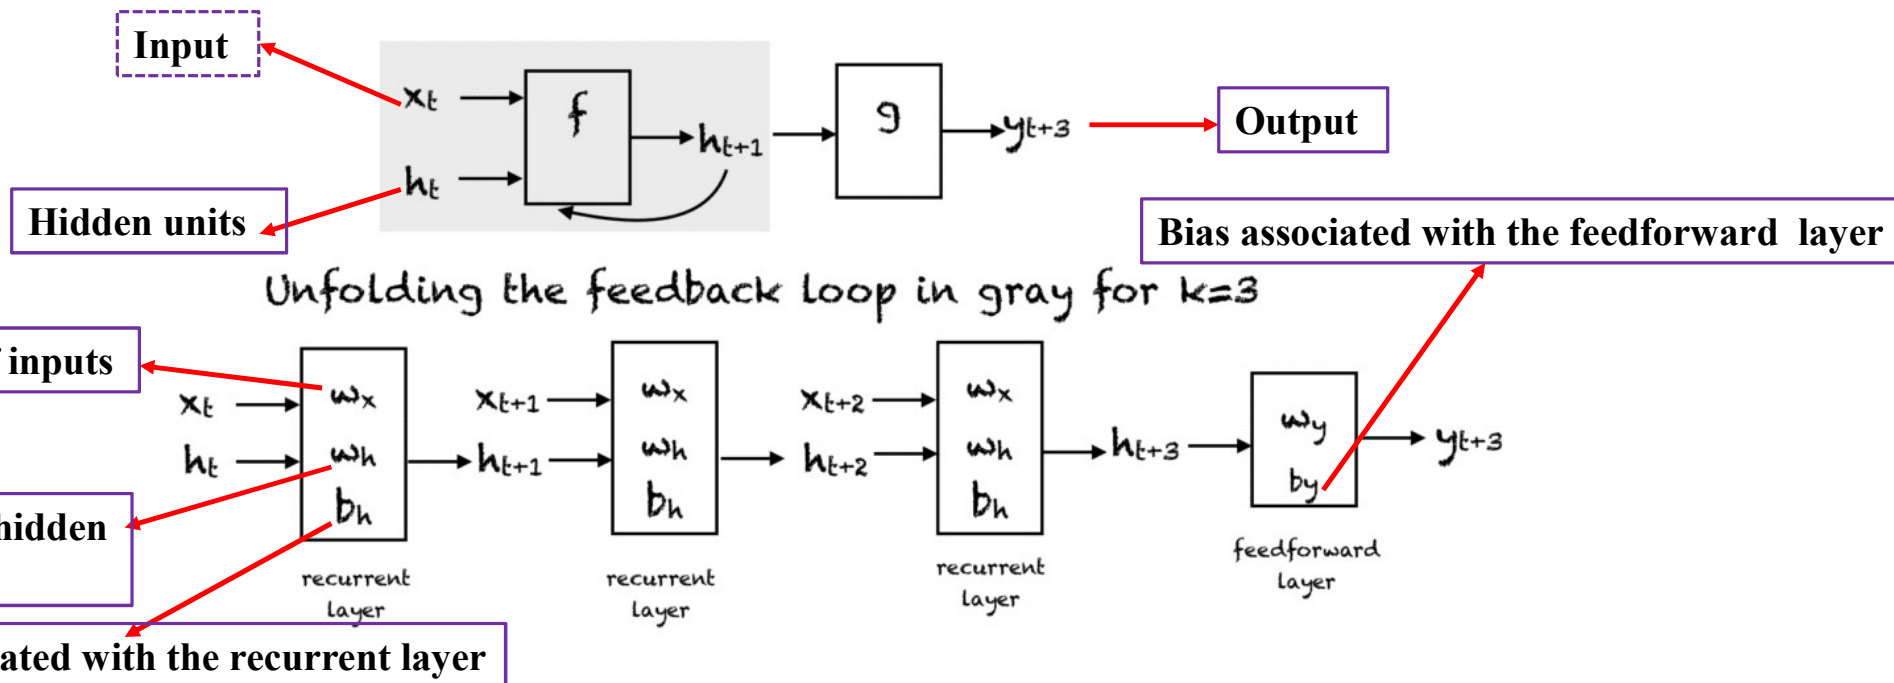 Input
xₜ
f
g
hₜ₊₁
yₜ₊₃
Output
hₜ
Hidden units
Bias associated with the feedforward layer
Unfolding the feedback loop in gray for k=3
inputs
xₜ
wₓ
xₜ₊₁
wₓ
xₜ₊₂
wₓ
w_y
hₜ
wₕ
hₜ₊₁
wₕ
hₜ₊₂
wₕ
hₜ₊₃
yₜ₊₃
bₕ
bₕ
bₕ
b_y
hidden
recurrent
layer
recurrent
layer
recurrent
layer
feedforward
layer
ated with the recurrent layer